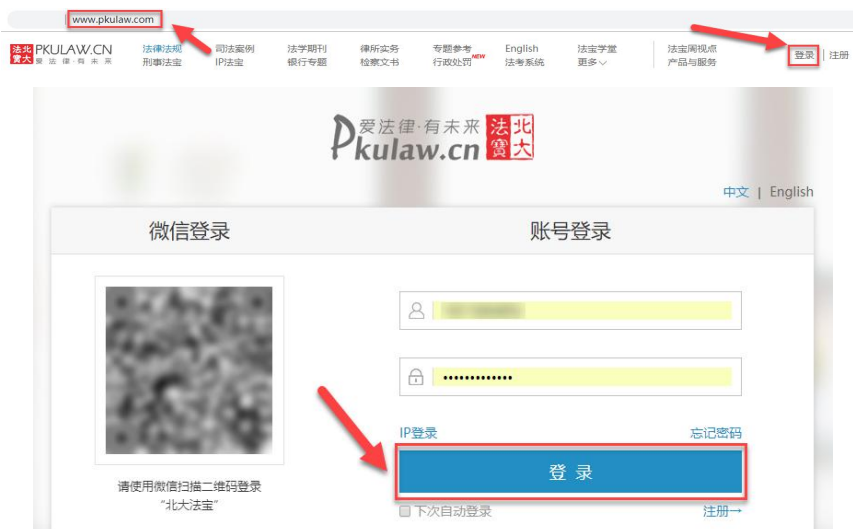 www.pkulaw.com
法北寳大 PKULAW.CN 法律法规 司法案例 法学期刊 律所实务 专题参考 English 法宝学堂 法宝周视点
爱法律·有未来 刑事法宝 IP法宝 银行专题 检察文书 行政处罚 NEW 法考系统 更多 产品与服务 登录 | 注册
爱法律·有未来 法北
Pkulaw.cn 寳大
中文 | English
微信登录 账号登录
•••••••••••••
IP登录 忘记密码
登 录
请使用微信扫描二维码登录
“北大法宝”
下次自动登录 注册→